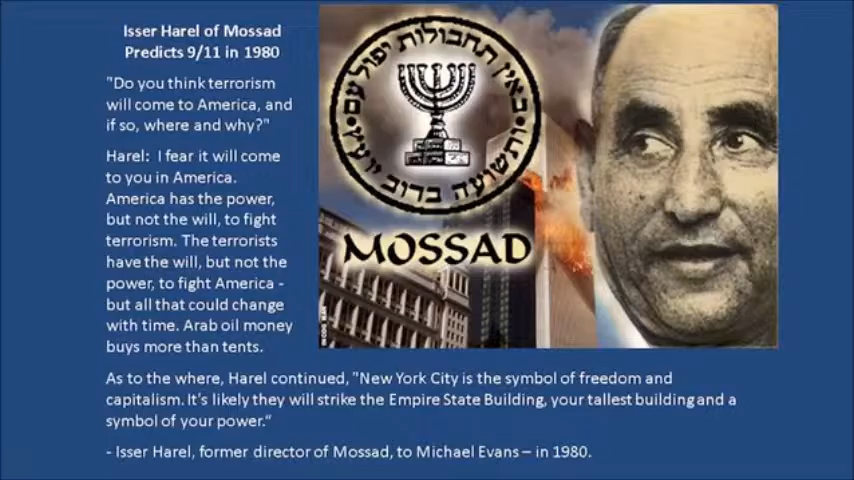 Isser Harel of Mossad
Predicts 9/11 in 1980
"Do you think terrorism
will come to America, and
if so, where and why?"
Harel:  I fear it will come
to you in America.
America has the power,
but not the will, to fight
terrorism. The terrorists
have the will, but not the
power, to fight America -
but all that could change
with time. Arab oil money
buys more than tents.
באין תחבולות יפול עם
ותשועה ברוב יועץ
MOSSAD
As to the where, Harel continued, "New York City is the symbol of freedom and
capitalism. It's likely they will strike the Empire State Building, your tallest building and a
symbol of your power."
- Isser Harel, former director of Mossad, to Michael Evans – in 1980.